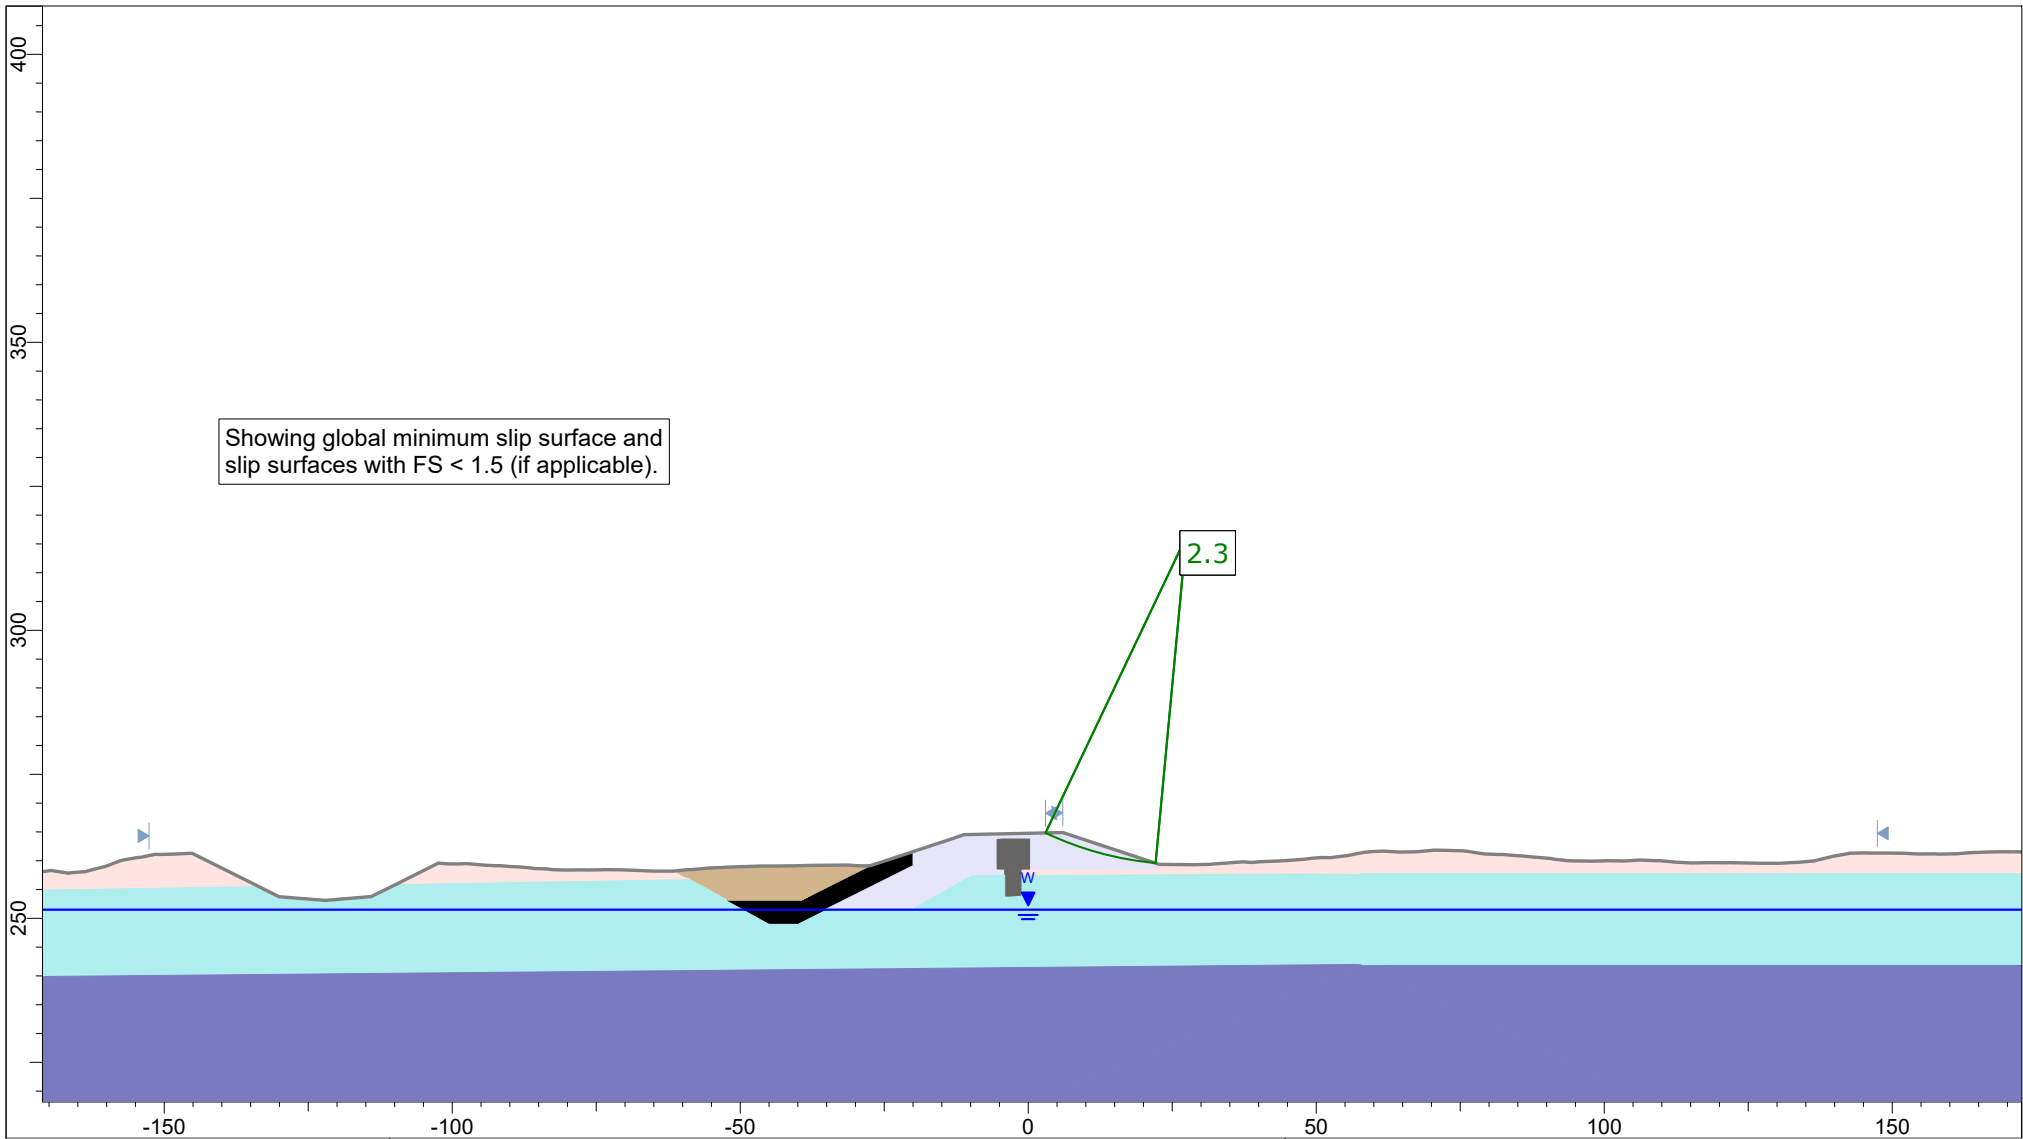 400
350
300
250
Showing global minimum slip surface and
slip surfaces with FS < 1.5 (if applicable).
2.3
W
-150 -100 -50 0 50 100 150